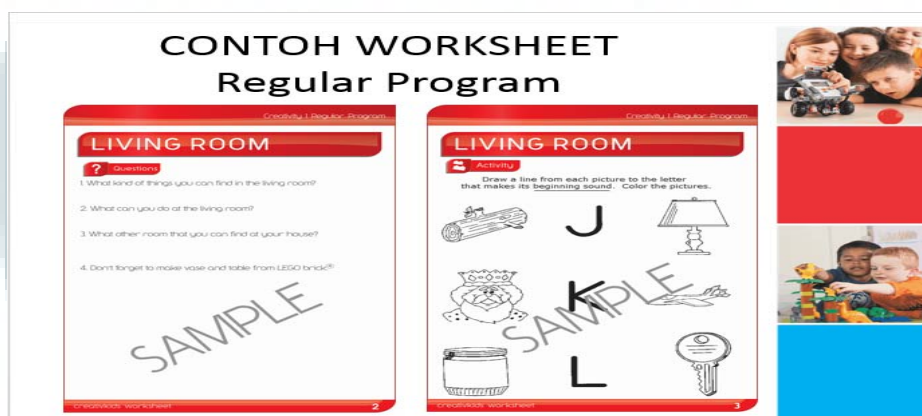 CONTOH WORKSHEET
Regular Program
Creativity 1 Regular Program
LIVING ROOM
? Questions
1. What kind of things you can find in the living room?
2. What can you do at the living room?
3. What other room that you can find at your house?
4. Don't forget to make vase and table from LEGO brick®
SAMPLE
creativkids worksheet
2
Creativity 1 Regular Program
LIVING ROOM
Activity
Draw a line from each picture to the letter
that makes its beginning sound. Color the pictures.
J
K
L
SAMPLE
creativkids worksheet
3